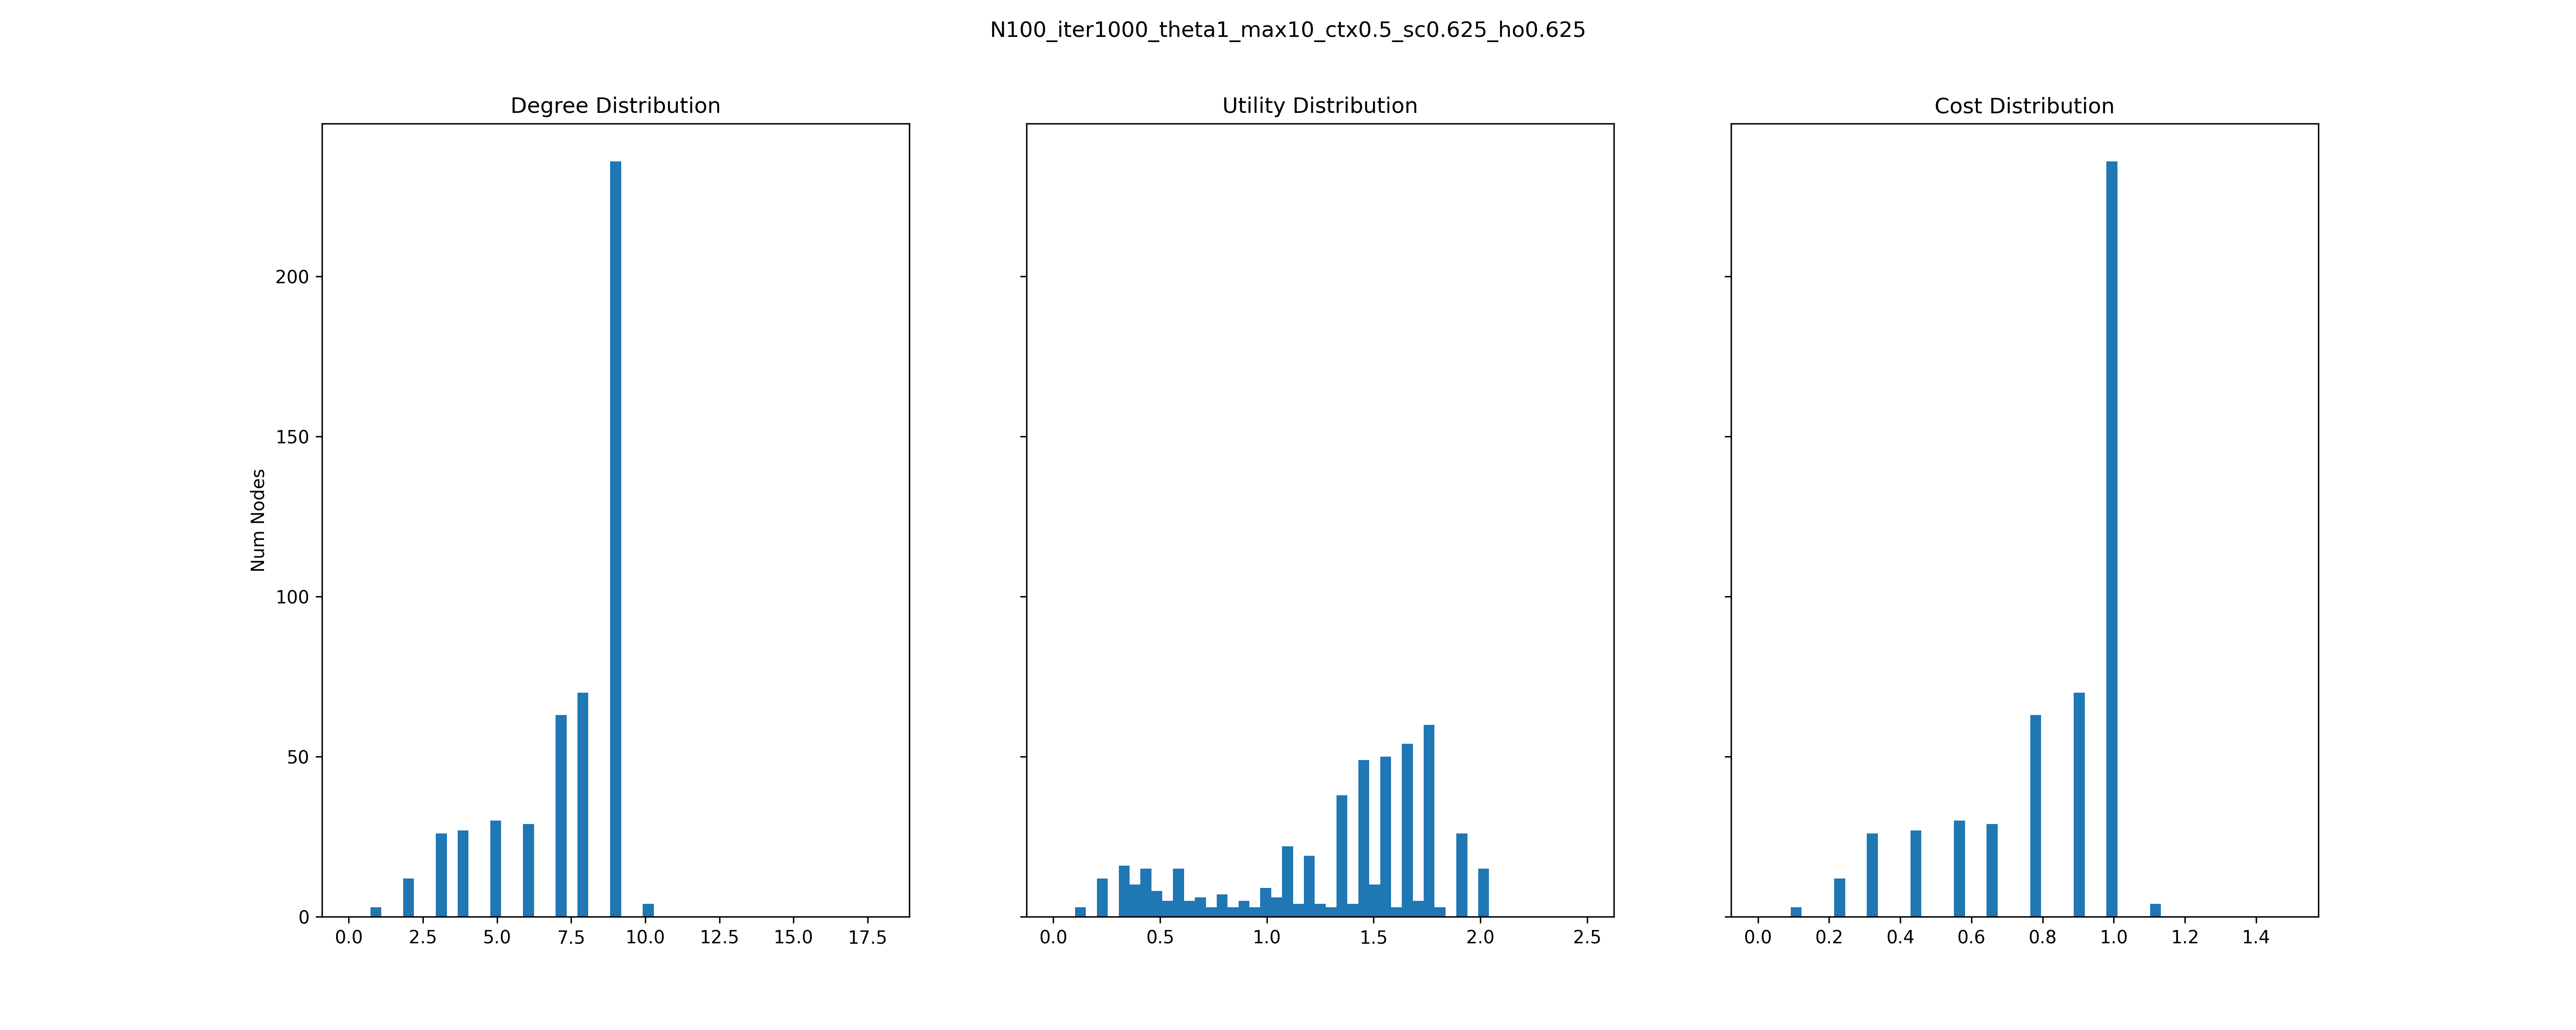 N100_iter1000_theta1_max10_ctx0.5_sc0.625_ho0.625
Degree Distribution
Utility Distribution
Cost Distribution
Num Nodes
200
150
100
50
0
0.0 2.5 5.0 7.5 10.0 12.5 15.0 17.5
0.0 0.5 1.0 1.5 2.0 2.5
0.0 0.2 0.4 0.6 0.8 1.0 1.2 1.4